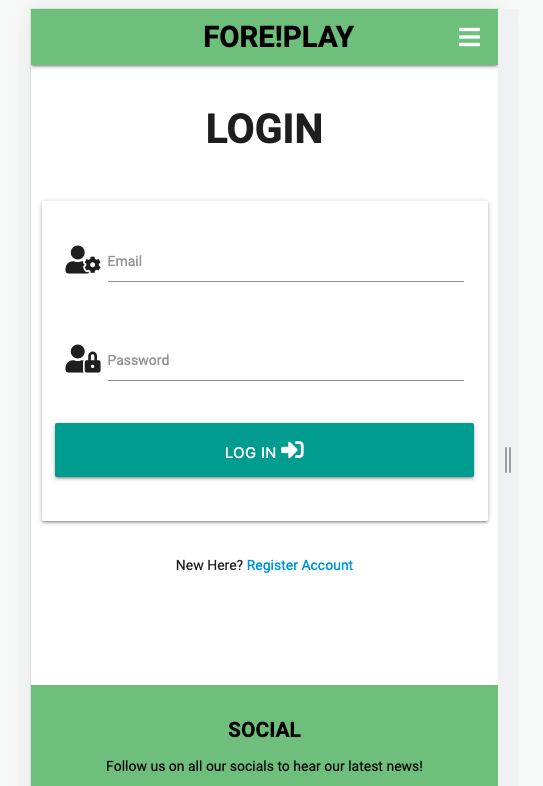 FORE!PLAY
LOGIN
Email
Password
LOG IN
New Here? Register Account
SOCIAL
Follow us on all our socials to hear our latest news!